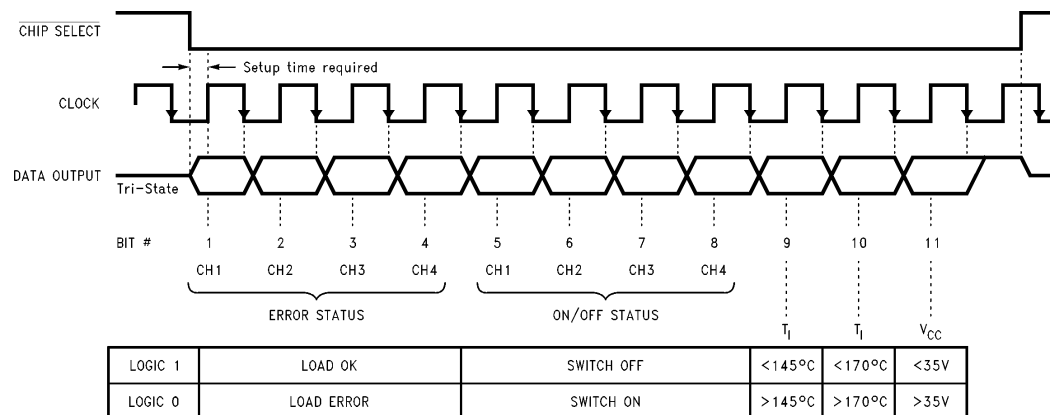 CHIP SELECT
Setup time required
CLOCK
DATA OUTPUT
Tri-State
BIT # 1 2 3 4 5 6 7 8 9 10 11
CH1 CH2 CH3 CH4 CH1 CH2 CH3 CH4
ERROR STATUS ON/OFF STATUS
TI TI VCC
LOGIC 1 LOAD OK SWITCH OFF <145°C <170°C <35V
LOGIC 0 LOAD ERROR SWITCH ON >145°C >170°C >35V